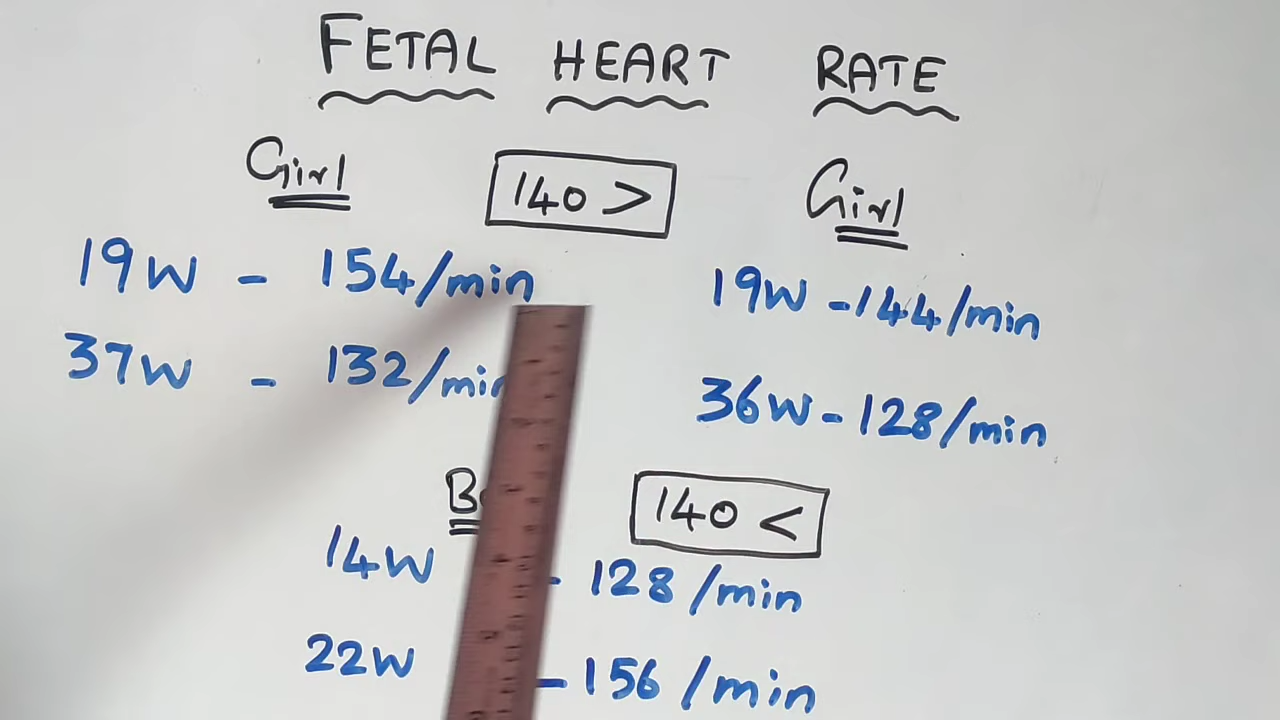 FETAL HEART RATE
Girl 140 > Girl
19W - 154/min
37W - 132/min
19W - 144/min
36W - 128/min
140 <
14W - 128/min
22W - 156/min